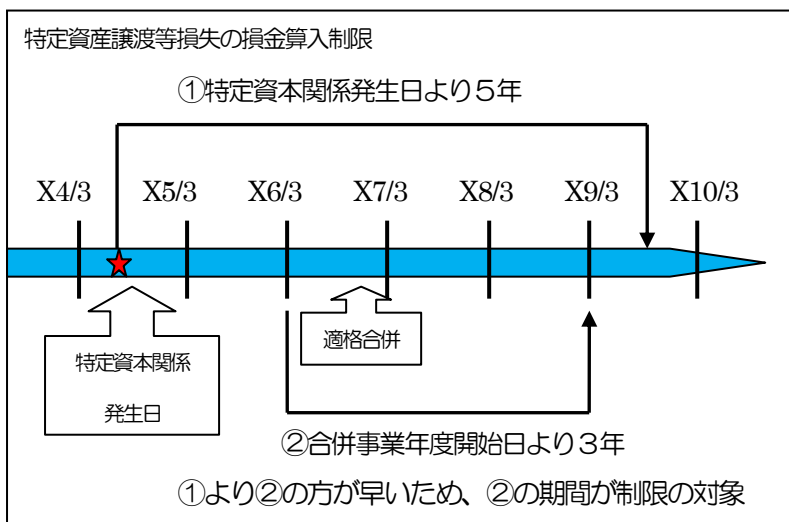 特定資産譲渡等損失の損金算入制限
①特定資本関係発生日より５年
X4/3 X5/3 X6/3 X7/3 X8/3 X9/3 X10/3
適格合併
特定資本関係
発生日
②合併事業年度開始日より３年
①より②の方が早いため、②の期間が制限の対象